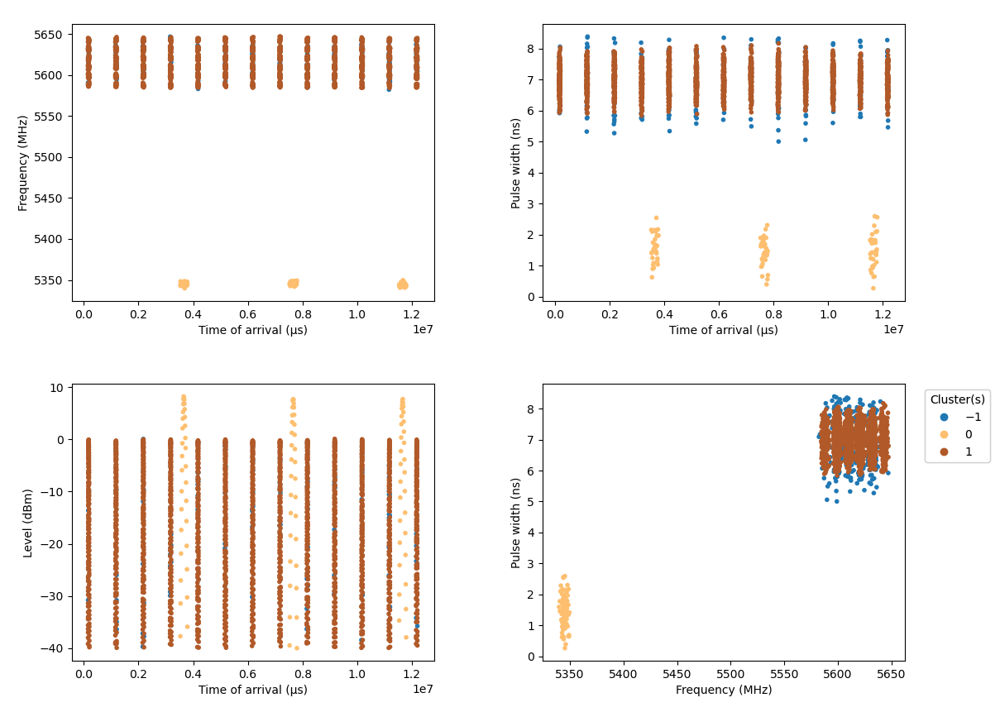 5650
5600
5550
5500
5450
5400
5350
Frequency (MHz)
0.0 0.2 0.4 0.6 0.8 1.0 1.2
1e7
Time of arrival (µs)
8
7
6
5
4
3
2
1
0
Pulse width (ns)
0.0 0.2 0.4 0.6 0.8 1.0 1.2
1e7
Time of arrival (µs)
10
0
−10
−20
−30
−40
Level (dBm)
0.0 0.2 0.4 0.6 0.8 1.0 1.2
1e7
Time of arrival (µs)
8
7
6
5
4
3
2
1
0
Pulse width (ns)
5350 5400 5450 5500 5550 5600 5650
Frequency (MHz)
Cluster(s)
−1
0
1